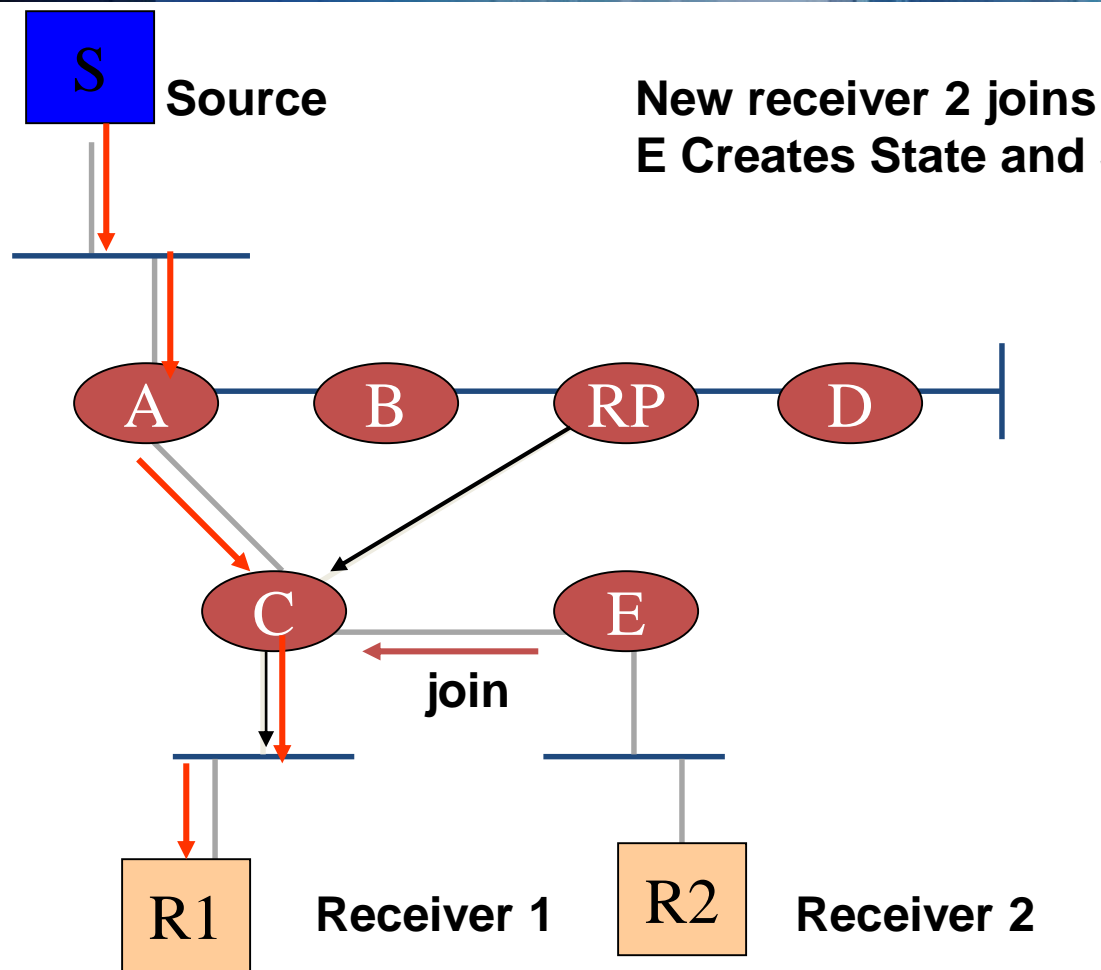 S
Source
New receiver 2 joins
E Creates State and
A
B
RP
D
C
E
join
R1
Receiver 1
R2
Receiver 2